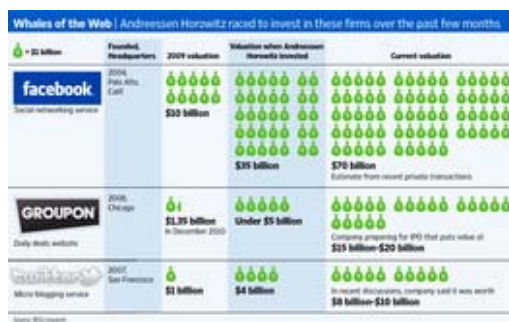 Whales of the Web | Andreessen Horowitz raced to invest in these firms over the past few months
= $1 billion
Founded, Headquarters
2009 valuation
Valuation when Andreessen Horowitz invested
Current valuation
facebook
Social networking service
2004,
Palo Alto,
Calif
$10 billion
$35 billion
$70 billion
Estimate from recent private transactions
GROUPON
Daily deals website
2008,
Chicago
$1.35 billion
In December 2010
Under $5 billion
Company preparing for IPO that puts value at
$15 billion-$20 billion
twitter
Micro blogging service
2007,
San Francisco
$1 billion
$4 billion
In recent discussions, company said it was worth
$8 billion-$10 billion